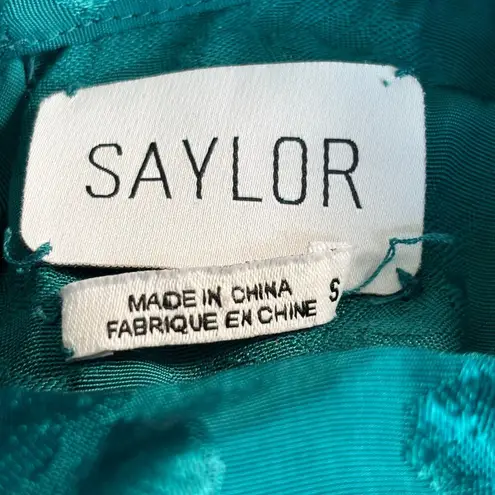 SAYLOR
MADE IN CHINA
FABRIQUE EN CHINE
S